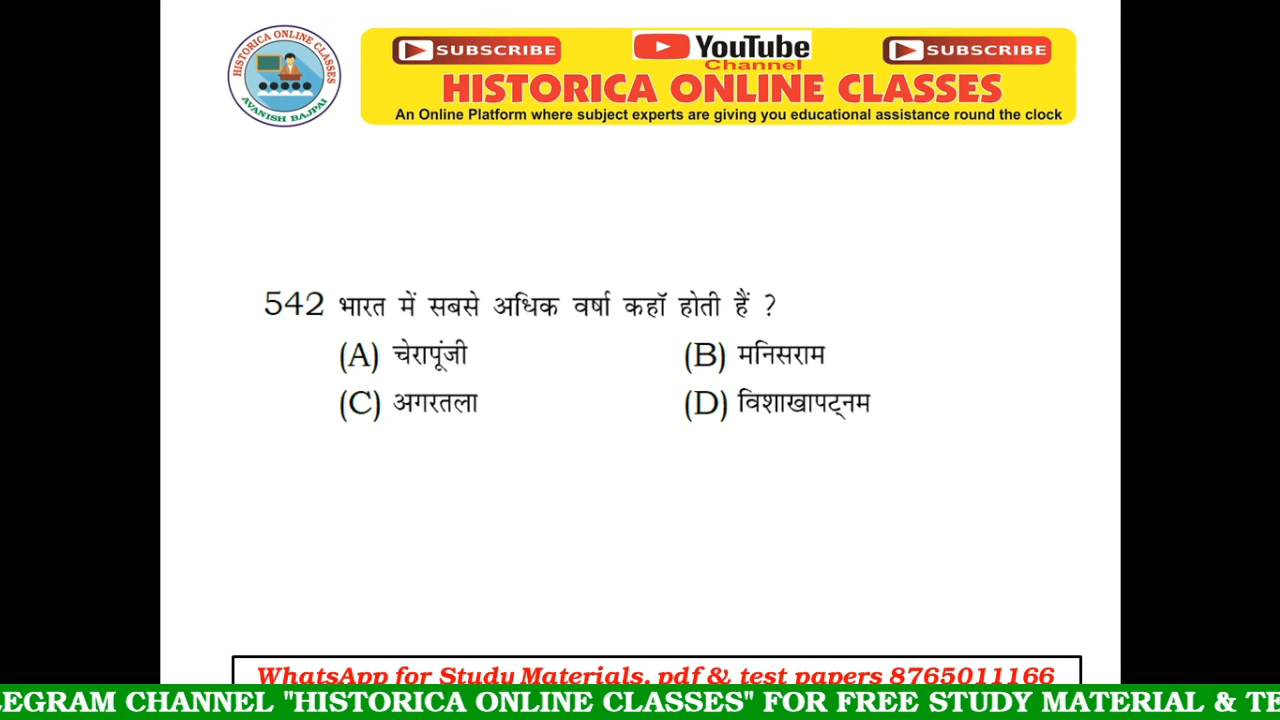 HISTORICA ONLINE CLASSES
AVANISH BAJPAI
SUBSCRIBE
YouTube
SUBSCRIBE
Channel
HISTORICA ONLINE CLASSES
An Online Platform where subject experts are giving you educational assistance round the clock
542 भारत में सबसे अधिक वर्षा कहाॅ होती हैं ?
(A) चेरापूंजी (B) मनिसराम
(C) अगरतला (D) विशाखापट्नम
WhatsApp for Study Materials, pdf & test papers 8765011166
LEGRAM CHANNEL "HISTORICA ONLINE CLASSES" FOR FREE STUDY MATERIAL & TE